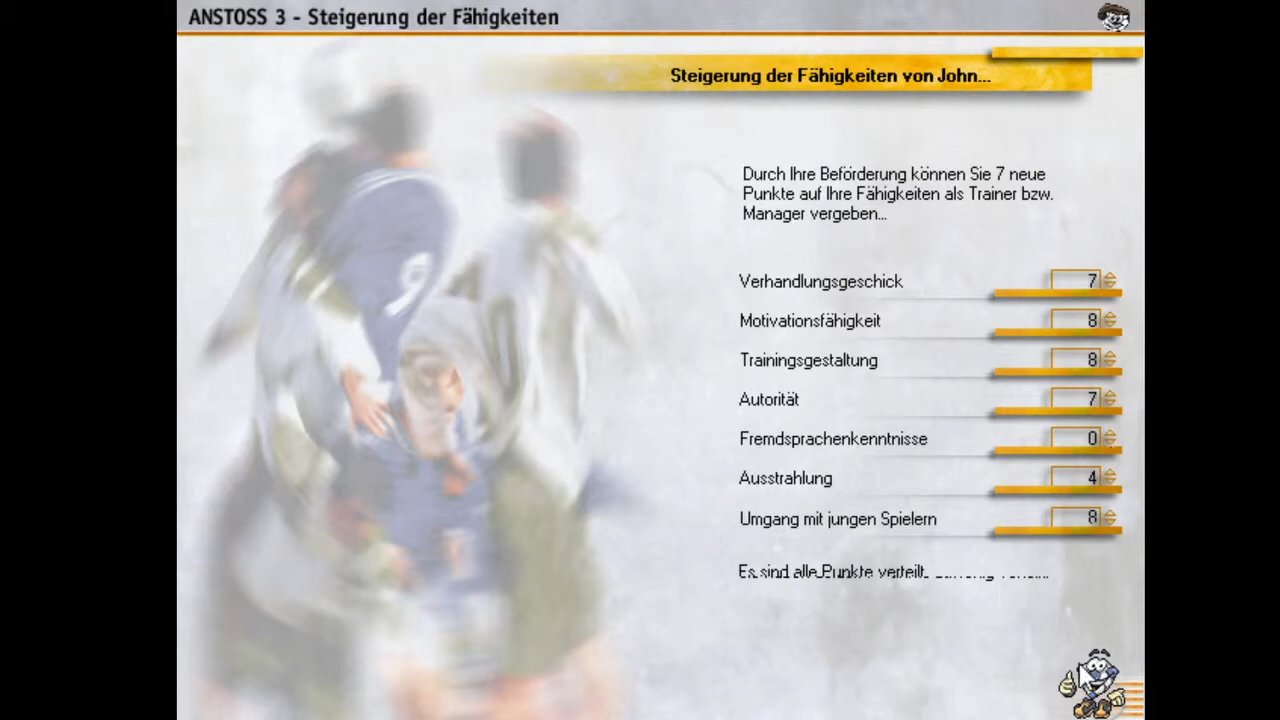 ANSTOSS 3 - Steigerung der Fähigkeiten
Steigerung der Fähigkeiten von John...
Durch Ihre Beförderung können Sie 7 neue
Punkte auf Ihre Fähigkeiten als Trainer bzw.
Manager vergeben...
Verhandlungsgeschick 7
Motivationsfähigkeit 8
Trainingsgestaltung 8
Autorität 7
Fremdsprachenkenntnisse 0
Ausstrahlung 4
Umgang mit jungen Spielern 8
Es sind alle Punkte verteilt.